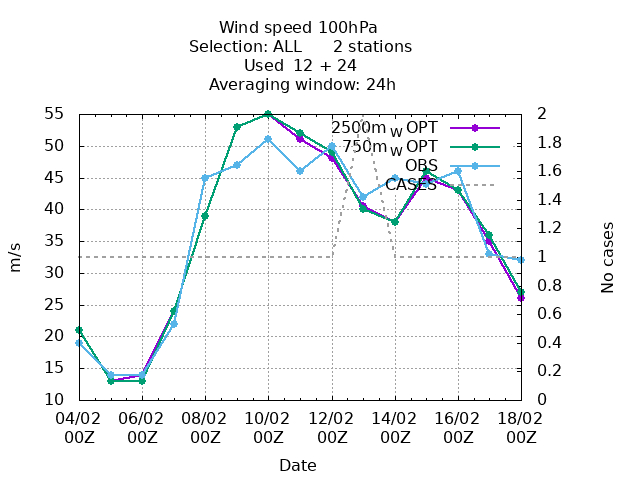 Wind speed 100hPa
Selection: ALL      2 stations
Used  12 + 24
Averaging window: 24h
2500m W OPT
750m W OPT
OBS
CASES
55
50
45
40
35
30
25
20
15
10
m/s
2
1.8
1.6
1.4
1.2
1
0.8
0.6
0.4
0.2
0
No cases
04/02 06/02 08/02 10/02 12/02 14/02 16/02 18/02
00Z 00Z 00Z 00Z 00Z 00Z 00Z 00Z
Date